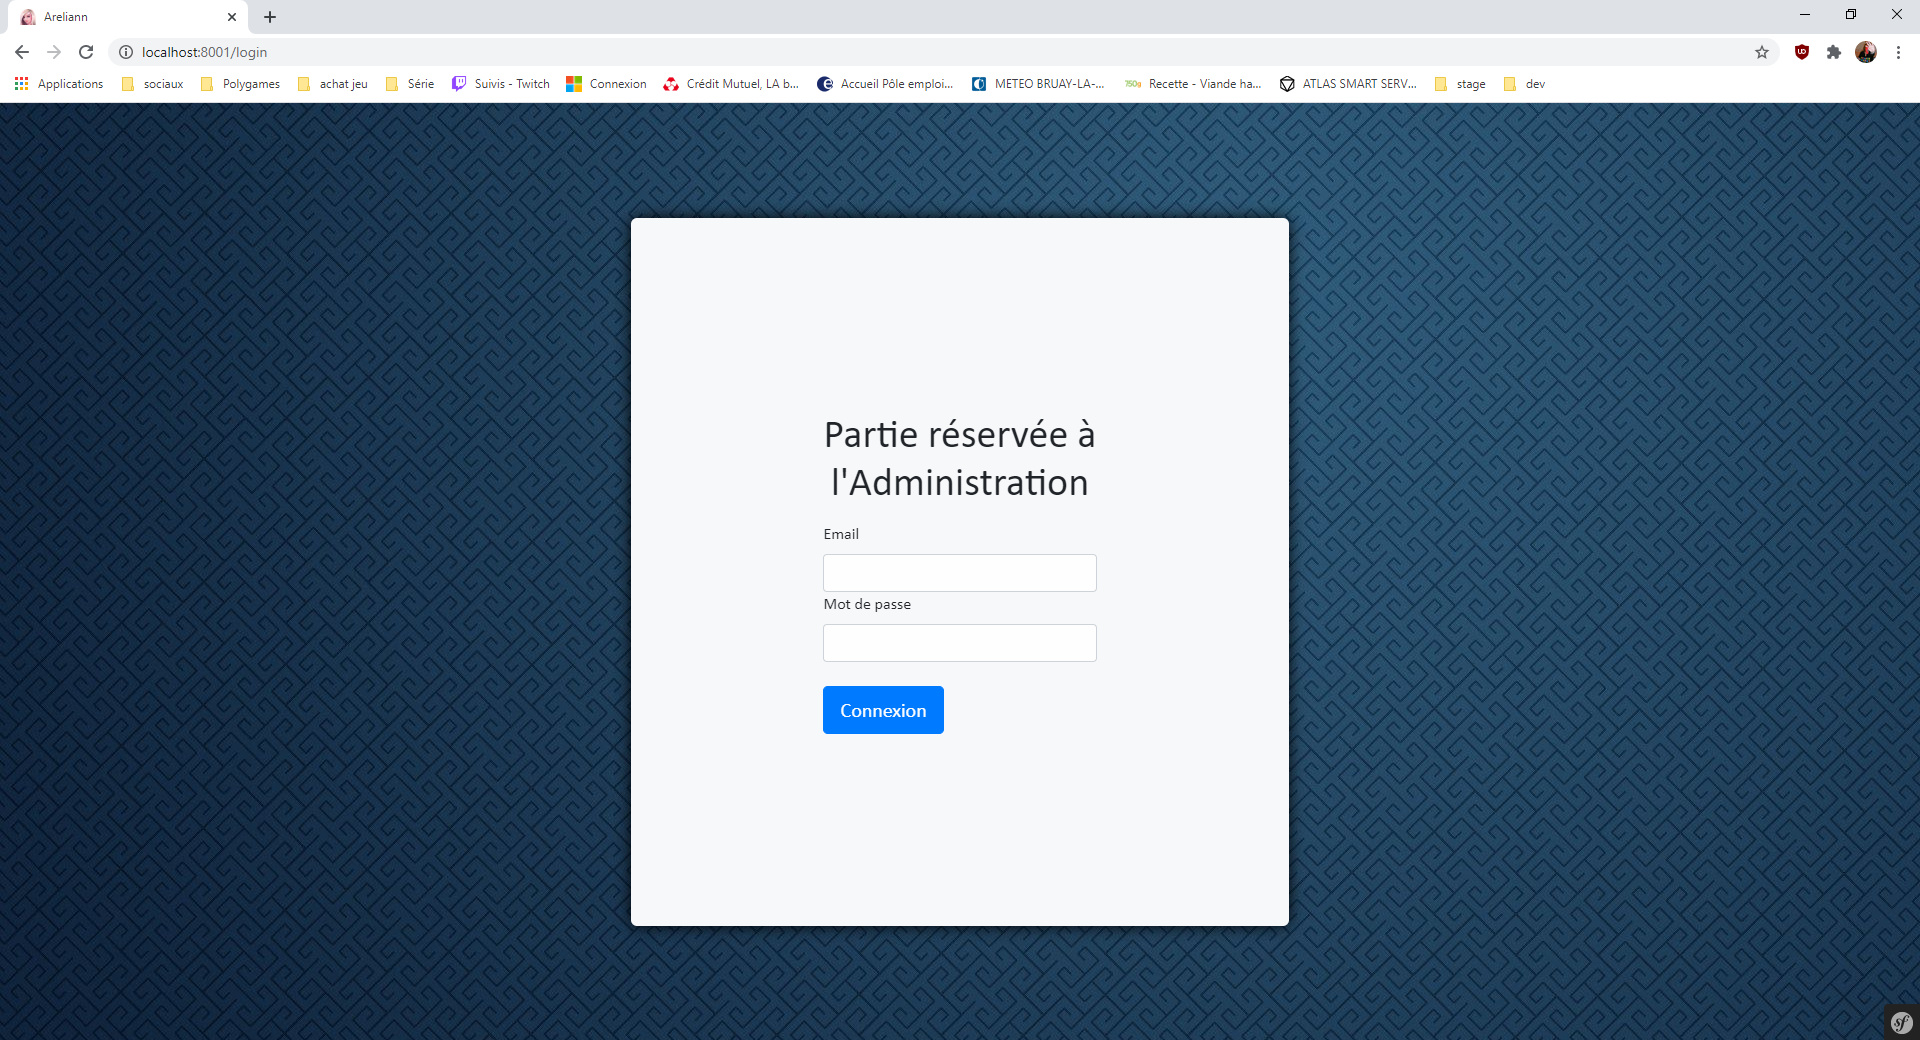 Areliann
localhost:8001/login
Applications sociaux Polygames achat jeu Série Suivis - Twitch Connexion Crédit Mutuel, LA b... Accueil Pôle emploi... METEO BRUAY-LA-... 750g Recette - Viande ha... ATLAS SMART SERV... stage dev
Partie réservée à
l'Administration
Email
Mot de passe
Connexion
sf